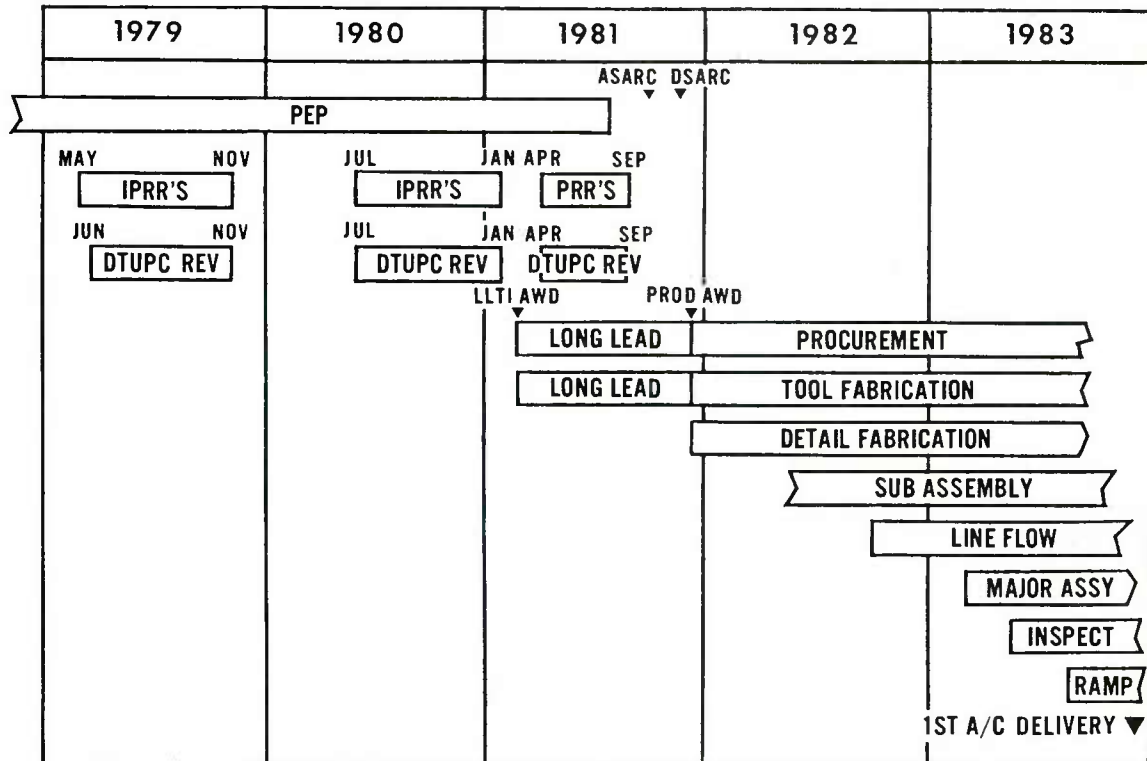 1979 1980 1981 1982 1983
ASARC DSARC
PEP
MAY NOV JUL JAN APR SEP
IPRR'S IPRR'S PRR'S
JUN NOV JUL JAN APR SEP
DTUPC REV DTUPC REV DTUPC REV
LLTI AWD PROD AWD
LONG LEAD PROCUREMENT
LONG LEAD TOOL FABRICATION
DETAIL FABRICATION
SUB ASSEMBLY
LINE FLOW
MAJOR ASSY
INSPECT
RAMP
1ST A/C DELIVERY